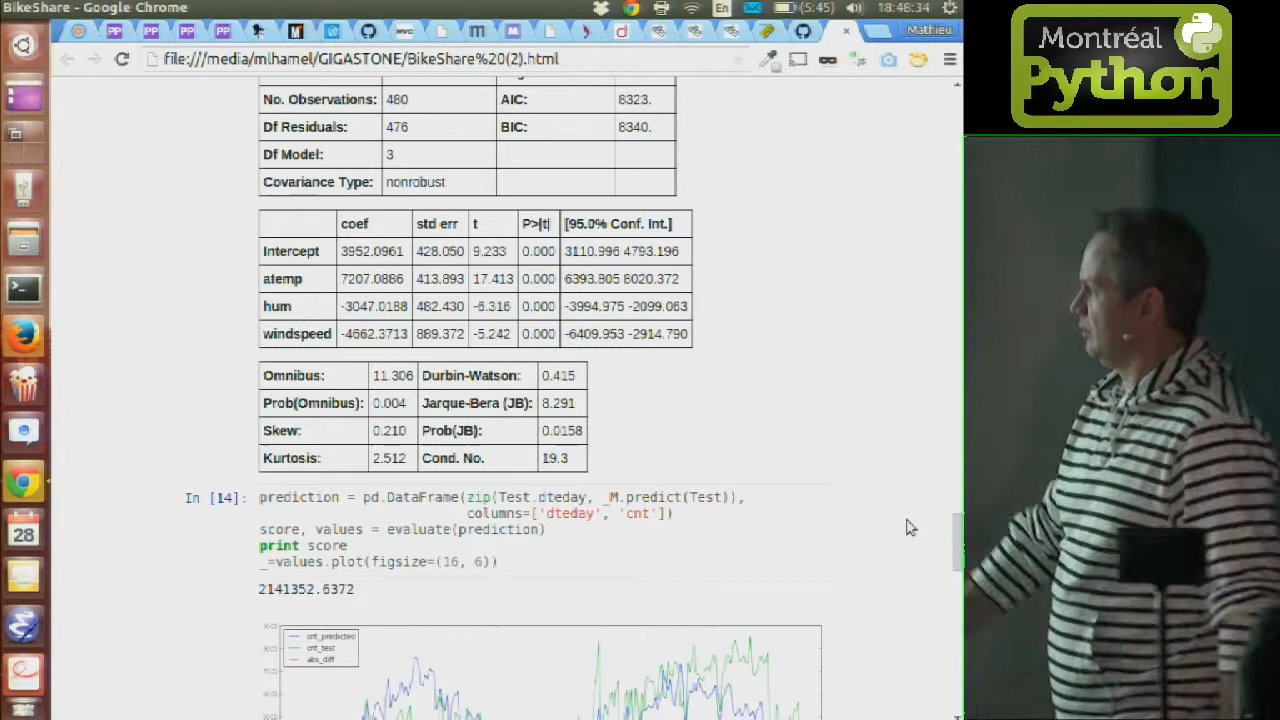 BikeShare - Google Chrome
En
(5:45)
18:48:34
Mathieu
file:///media/mlhamel/GIGASTONE/BikeShare%20(2).html
Montréal
Python
No. Observations: 480 AIC: 8323.
Df Residuals: 476 BIC: 8340.
Df Model: 3
Covariance Type: nonrobust
coef std err t P>|t| [95.0% Conf. Int.]
Intercept 3952.0961 428.050 9.233 0.000 3110.996 4793.196
atemp 7207.0886 413.893 17.413 0.000 6393.805 8020.372
hum -3047.0188 482.430 -6.316 0.000 -3994.975 -2099.063
windspeed -4662.3713 889.372 -5.242 0.000 -6409.953 -2914.790
Omnibus: 11.306 Durbin-Watson: 0.415
Prob(Omnibus): 0.004 Jarque-Bera (JB): 8.291
Skew: 0.210 Prob(JB): 0.0158
Kurtosis: 2.512 Cond. No. 19.3
In [14]: prediction = pd.DataFrame(zip(Test.dteday, _M.predict(Test)),
columns=['dteday', 'cnt'])
score, values = evaluate(prediction)
print score
_=values.plot(figsize=(16, 6))
2141352.6372
cnt_predicted
cnt_test
abs_diff
28